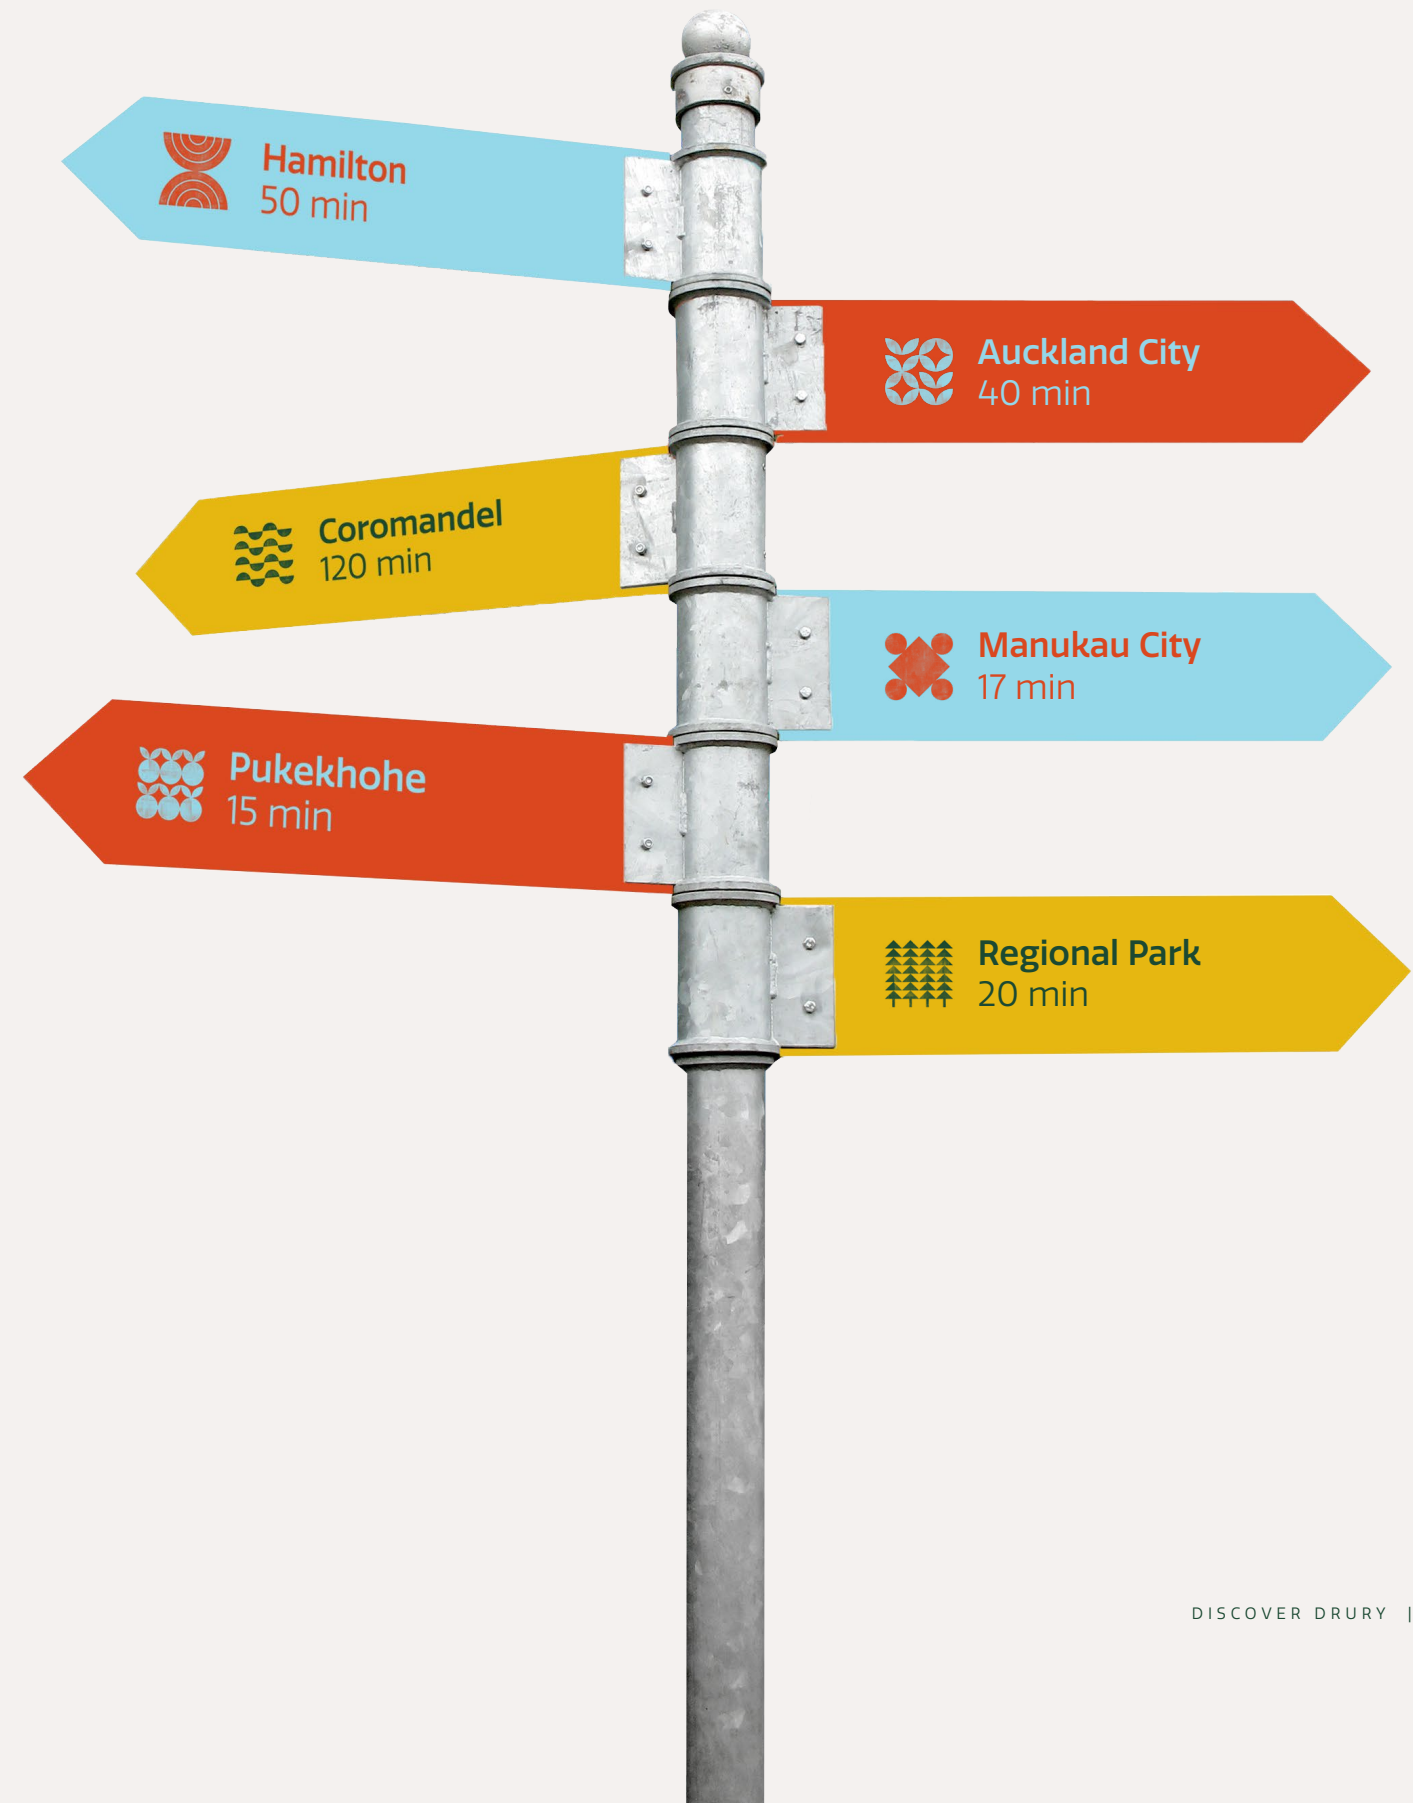 Hamilton
50 min
Auckland City
40 min
Coromandel
120 min
Manukau City
17 min
Pukekhohe
15 min
Regional Park
20 min
DISCOVER DRURY |